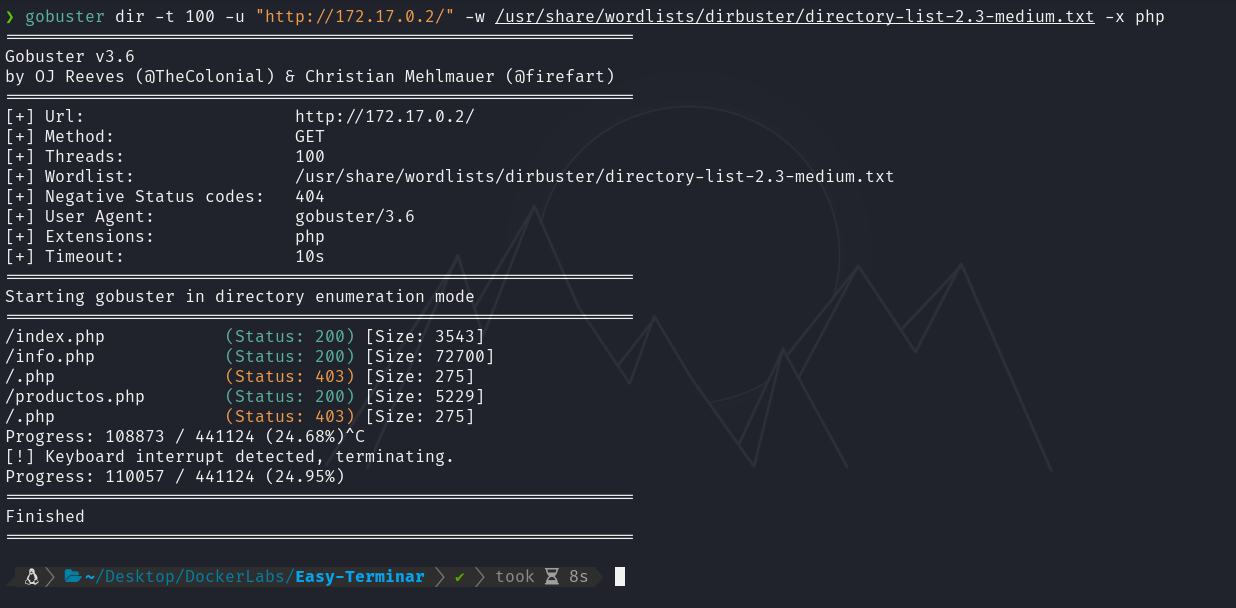 ❯ gobuster dir -t 100 -u "http://172.17.0.2/" -w /usr/share/wordlists/dirbuster/directory-list-2.3-medium.txt -x php
===============================================================
Gobuster v3.6
by OJ Reeves (@TheColonial) & Christian Mehlmauer (@firefart)
===============================================================
[+] Url:                     http://172.17.0.2/
[+] Method:                  GET
[+] Threads:                 100
[+] Wordlist:                /usr/share/wordlists/dirbuster/directory-list-2.3-medium.txt
[+] Negative Status codes:   404
[+] User Agent:              gobuster/3.6
[+] Extensions:              php
[+] Timeout:                 10s
===============================================================
Starting gobuster in directory enumeration mode
===============================================================
/index.php            (Status: 200) [Size: 3543]
/info.php             (Status: 200) [Size: 72700]
/.php                 (Status: 403) [Size: 275]
/productos.php        (Status: 200) [Size: 5229]
/.php                 (Status: 403) [Size: 275]
Progress: 108873 / 441124 (24.68%)^C
[!] Keyboard interrupt detected, terminating.
Progress: 110057 / 441124 (24.95%)
===============================================================
Finished
===============================================================
~/Desktop/DockerLabs/Easy-Terminar ✔ took ⌛ 8s